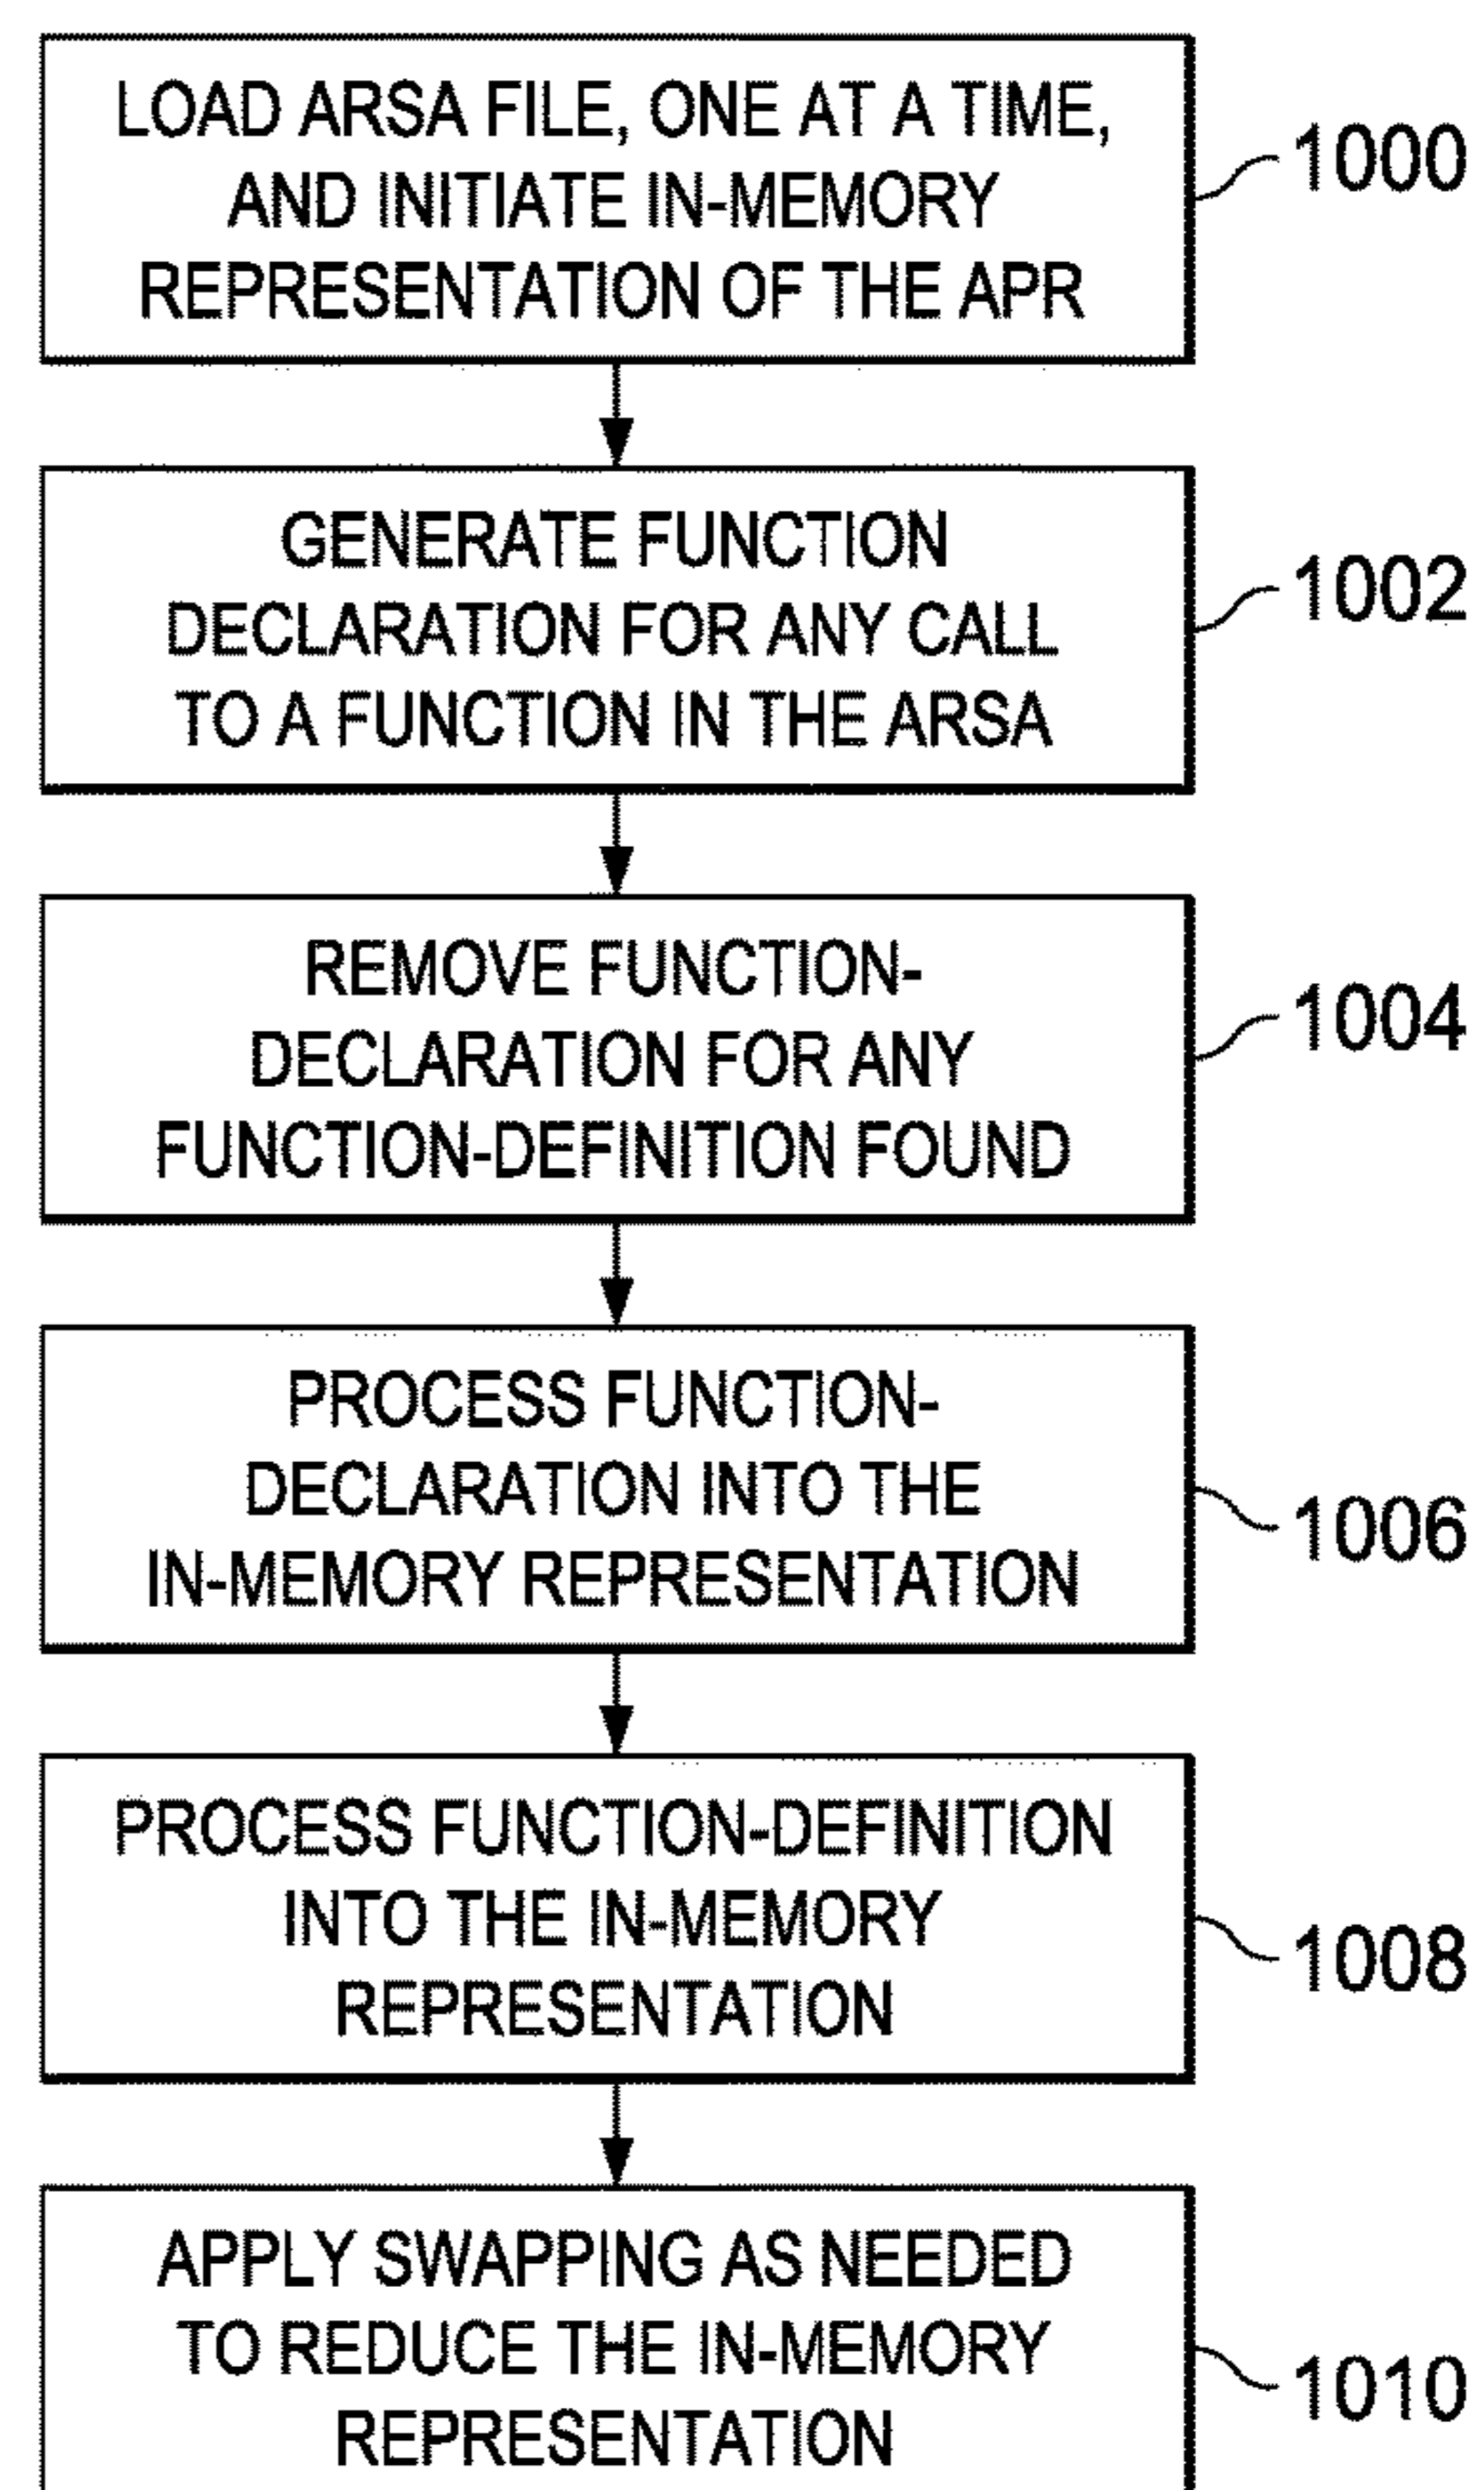 LOAD ARSA FILE, ONE AT A TIME,
AND INITIATE IN-MEMORY
REPRESENTATION OF THE APR
1000
GENERATE FUNCTION
DECLARATION FOR ANY CALL
TO A FUNCTION IN THE ARSA
1002
REMOVE FUNCTION-
DECLARATION FOR ANY
FUNCTION-DEFINITION FOUND
1004
PROCESS FUNCTION-
DECLARATION INTO THE
IN-MEMORY REPRESENTATION
1006
PROCESS FUNCTION-DEFINITION
INTO THE IN-MEMORY
REPRESENTATION
1008
APPLY SWAPPING AS NEEDED
TO REDUCE THE IN-MEMORY
REPRESENTATION
1010